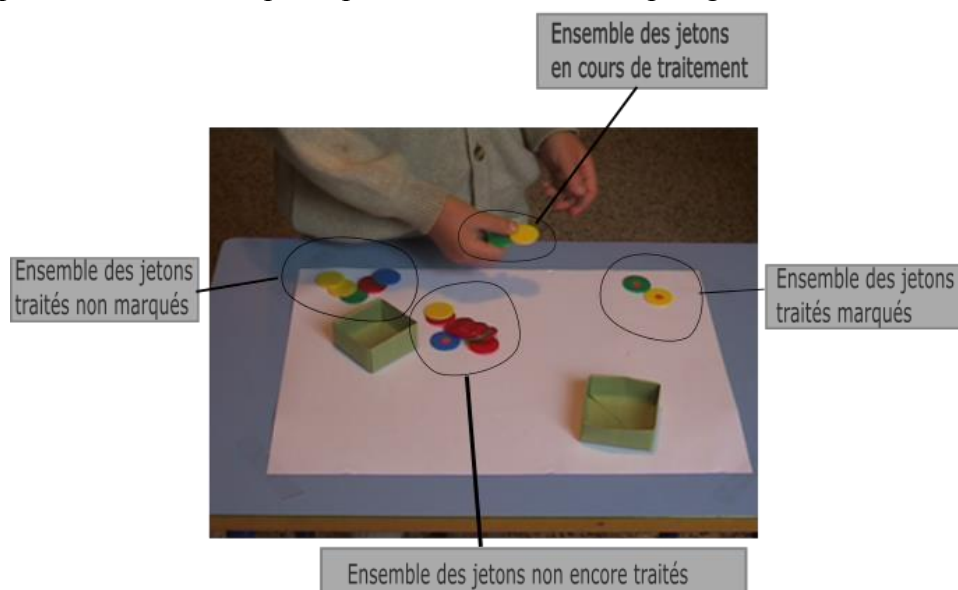 Ensemble des jetons
en cours de traitement
Ensemble des jetons
traités non marqués
Ensemble des jetons
traités marqués
Ensemble des jetons non encore traités